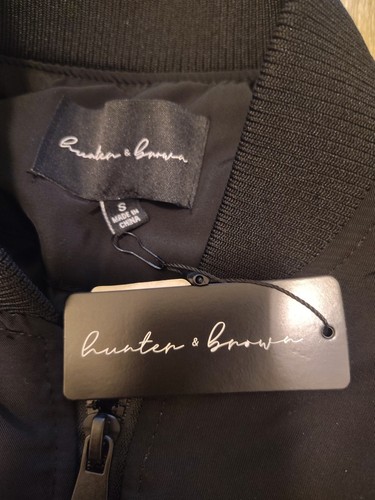 hunter & brown
S
MADE IN
CHINA
hunter & brown